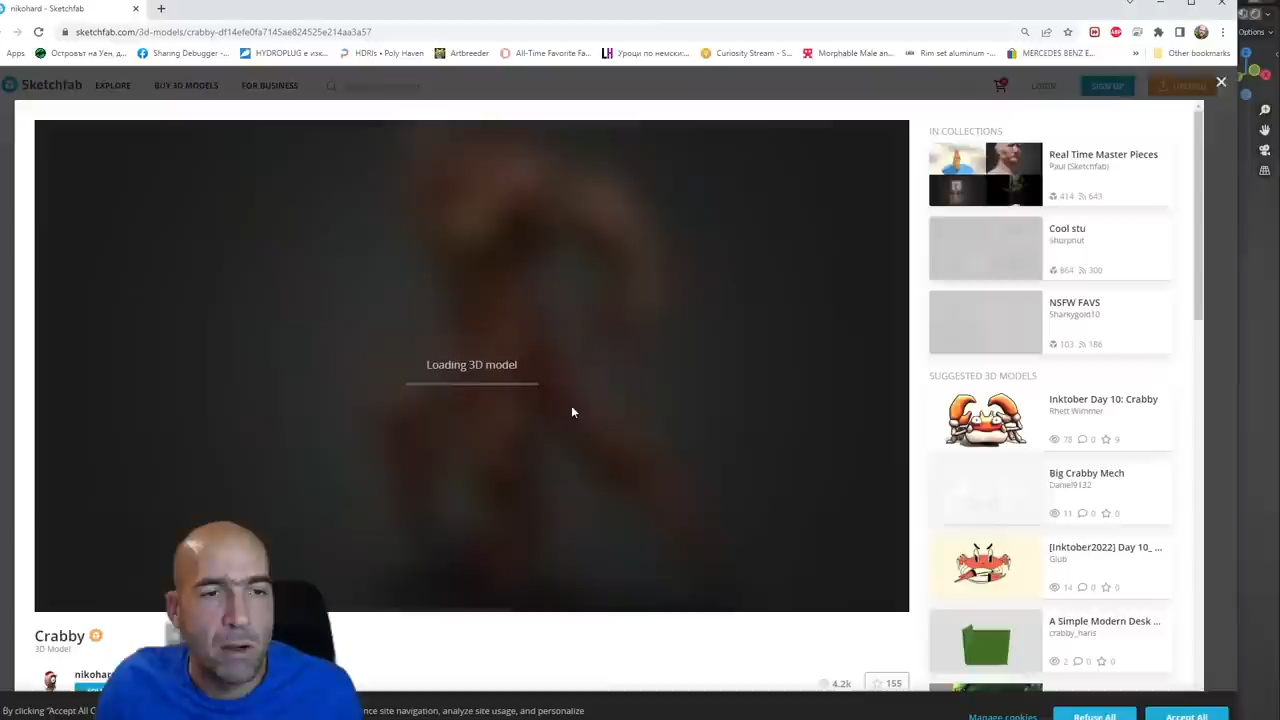 nikohard - Sketchfab
sketchfab.com/3d-models/crabby-df14efe0fa7145ae824525e214aa3a57
Options
Apps
Островът на Уен, д...
Sharing Debugger -...
HYDROPLUG е изк...
HDRIs • Poly Haven
Artbreeder
All-Time Favorite Fa...
Уроци по немски:...
Curiosity Stream - S...
Morphable Male an...
Rim set aluminum -...
MERCEDES BENZ E...
Other bookmarks
Sketchfab
EXPLORE
BUY 3D MODELS
FOR BUSINESS
LOGIN
SIGN UP
UPLOAD
IN COLLECTIONS
Real Time Master Pieces
Paul (Sketchfab)
414 643
Cool stu
Sharpnut
864 300
NSFW FAVS
Sharkygord10
103 186
Loading 3D model
SUGGESTED 3D MODELS
Inktober Day 10: Crabby
Rhett Wimmer
78 0 9
Big Crabby Mech
Daniel9132
11 0 0
[Inktober2022] Day 10_ ...
Glub
14 0 0
A Simple Modern Desk ...
crabby_haris
2 0 0
Crabby
3D Model
nikohar
4.2k
155
By clicking “Accept All C
nce site navigation, analyze site usage, and personalize
Manage cookies
Refuse All
Accept All